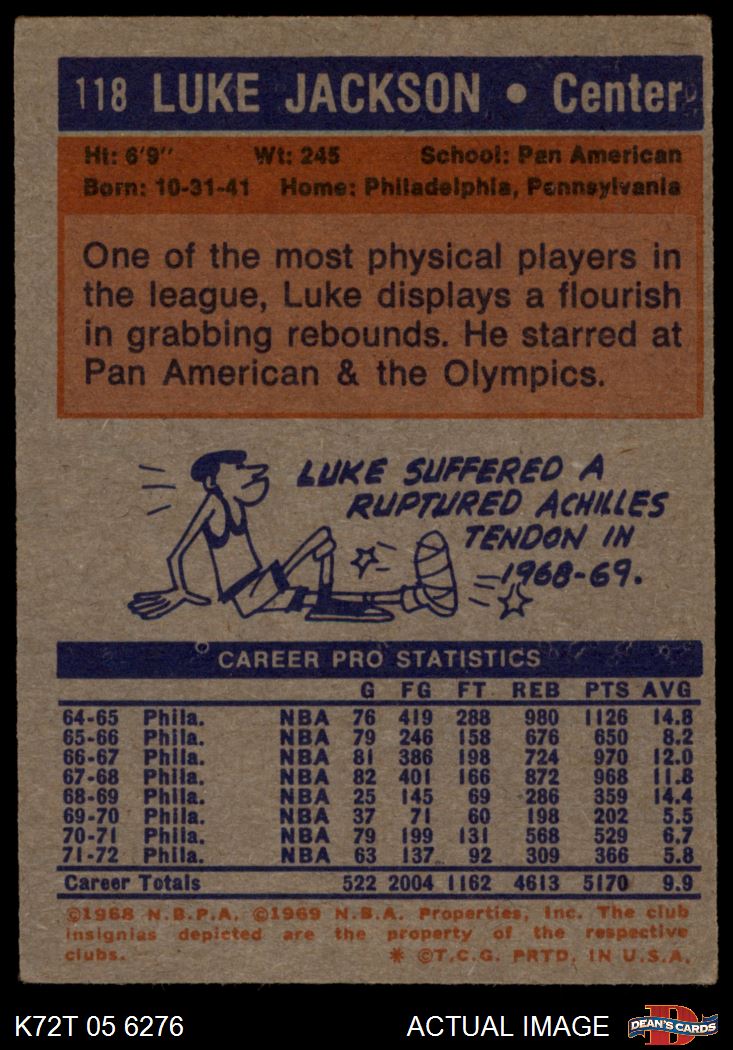 118 LUKE JACKSON • Center
Ht: 6'9" Wt: 245 School: Pan American
Born: 10-31-41 Home: Philadelphia, Pennsylvania
One of the most physical players in
the league, Luke displays a flourish
in grabbing rebounds. He starred at
Pan American & the Olympics.
LUKE SUFFERED A
RUPTURED ACHILLES
TENDON IN
1968-69.
CAREER PRO STATISTICS
G FG FT REB PTS AVG
64-65 Phila. NBA 76 419 288 980 1126 14.8
65-66 Phila. NBA 79 246 158 676 650 8.2
66-67 Phila. NBA 81 386 198 724 970 12.0
67-68 Phila. NBA 82 401 166 872 968 11.8
68-69 Phila. NBA 25 145 69 286 359 14.4
69-70 Phila. NBA 37 71 60 198 202 5.5
70-71 Phila. NBA 79 199 131 568 529 6.7
71-72 Phila. NBA 63 137 92 309 366 5.8
Career Totals 522 2004 1162 4613 5170 9.9
©1968 N.B.P.A. ©1969 N.B.A. Properties, Inc. The club
insignias depicted are the property of the respective
clubs. * ©T.C.G. PRTD. IN U.S.A.
K72T 05 6276 ACTUAL IMAGE D DEAN'S CARDS